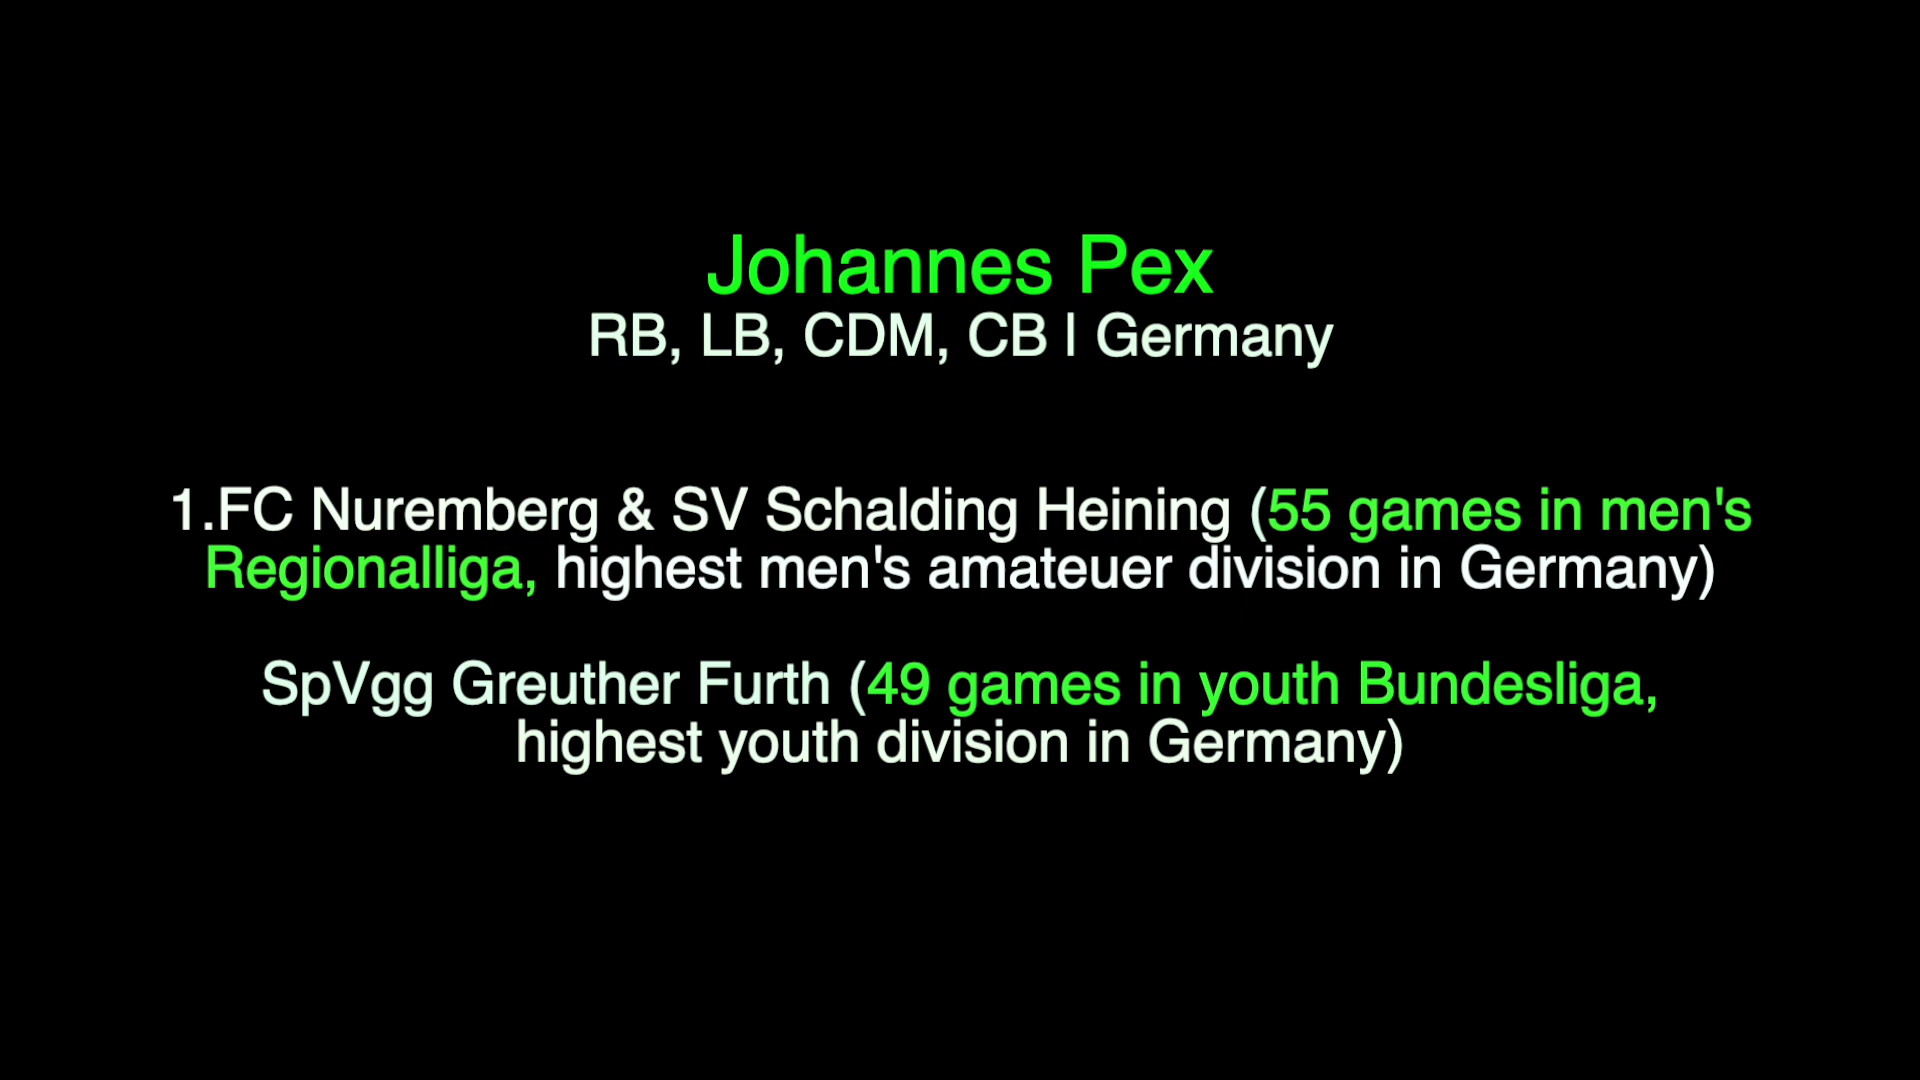 Johannes Pex
RB, LB, CDM, CB | Germany
1.FC Nuremberg & SV Schalding Heining (55 games in men's
Regionalliga, highest men's amateuer division in Germany)
SpVgg Greuther Furth (49 games in youth Bundesliga,
highest youth division in Germany)